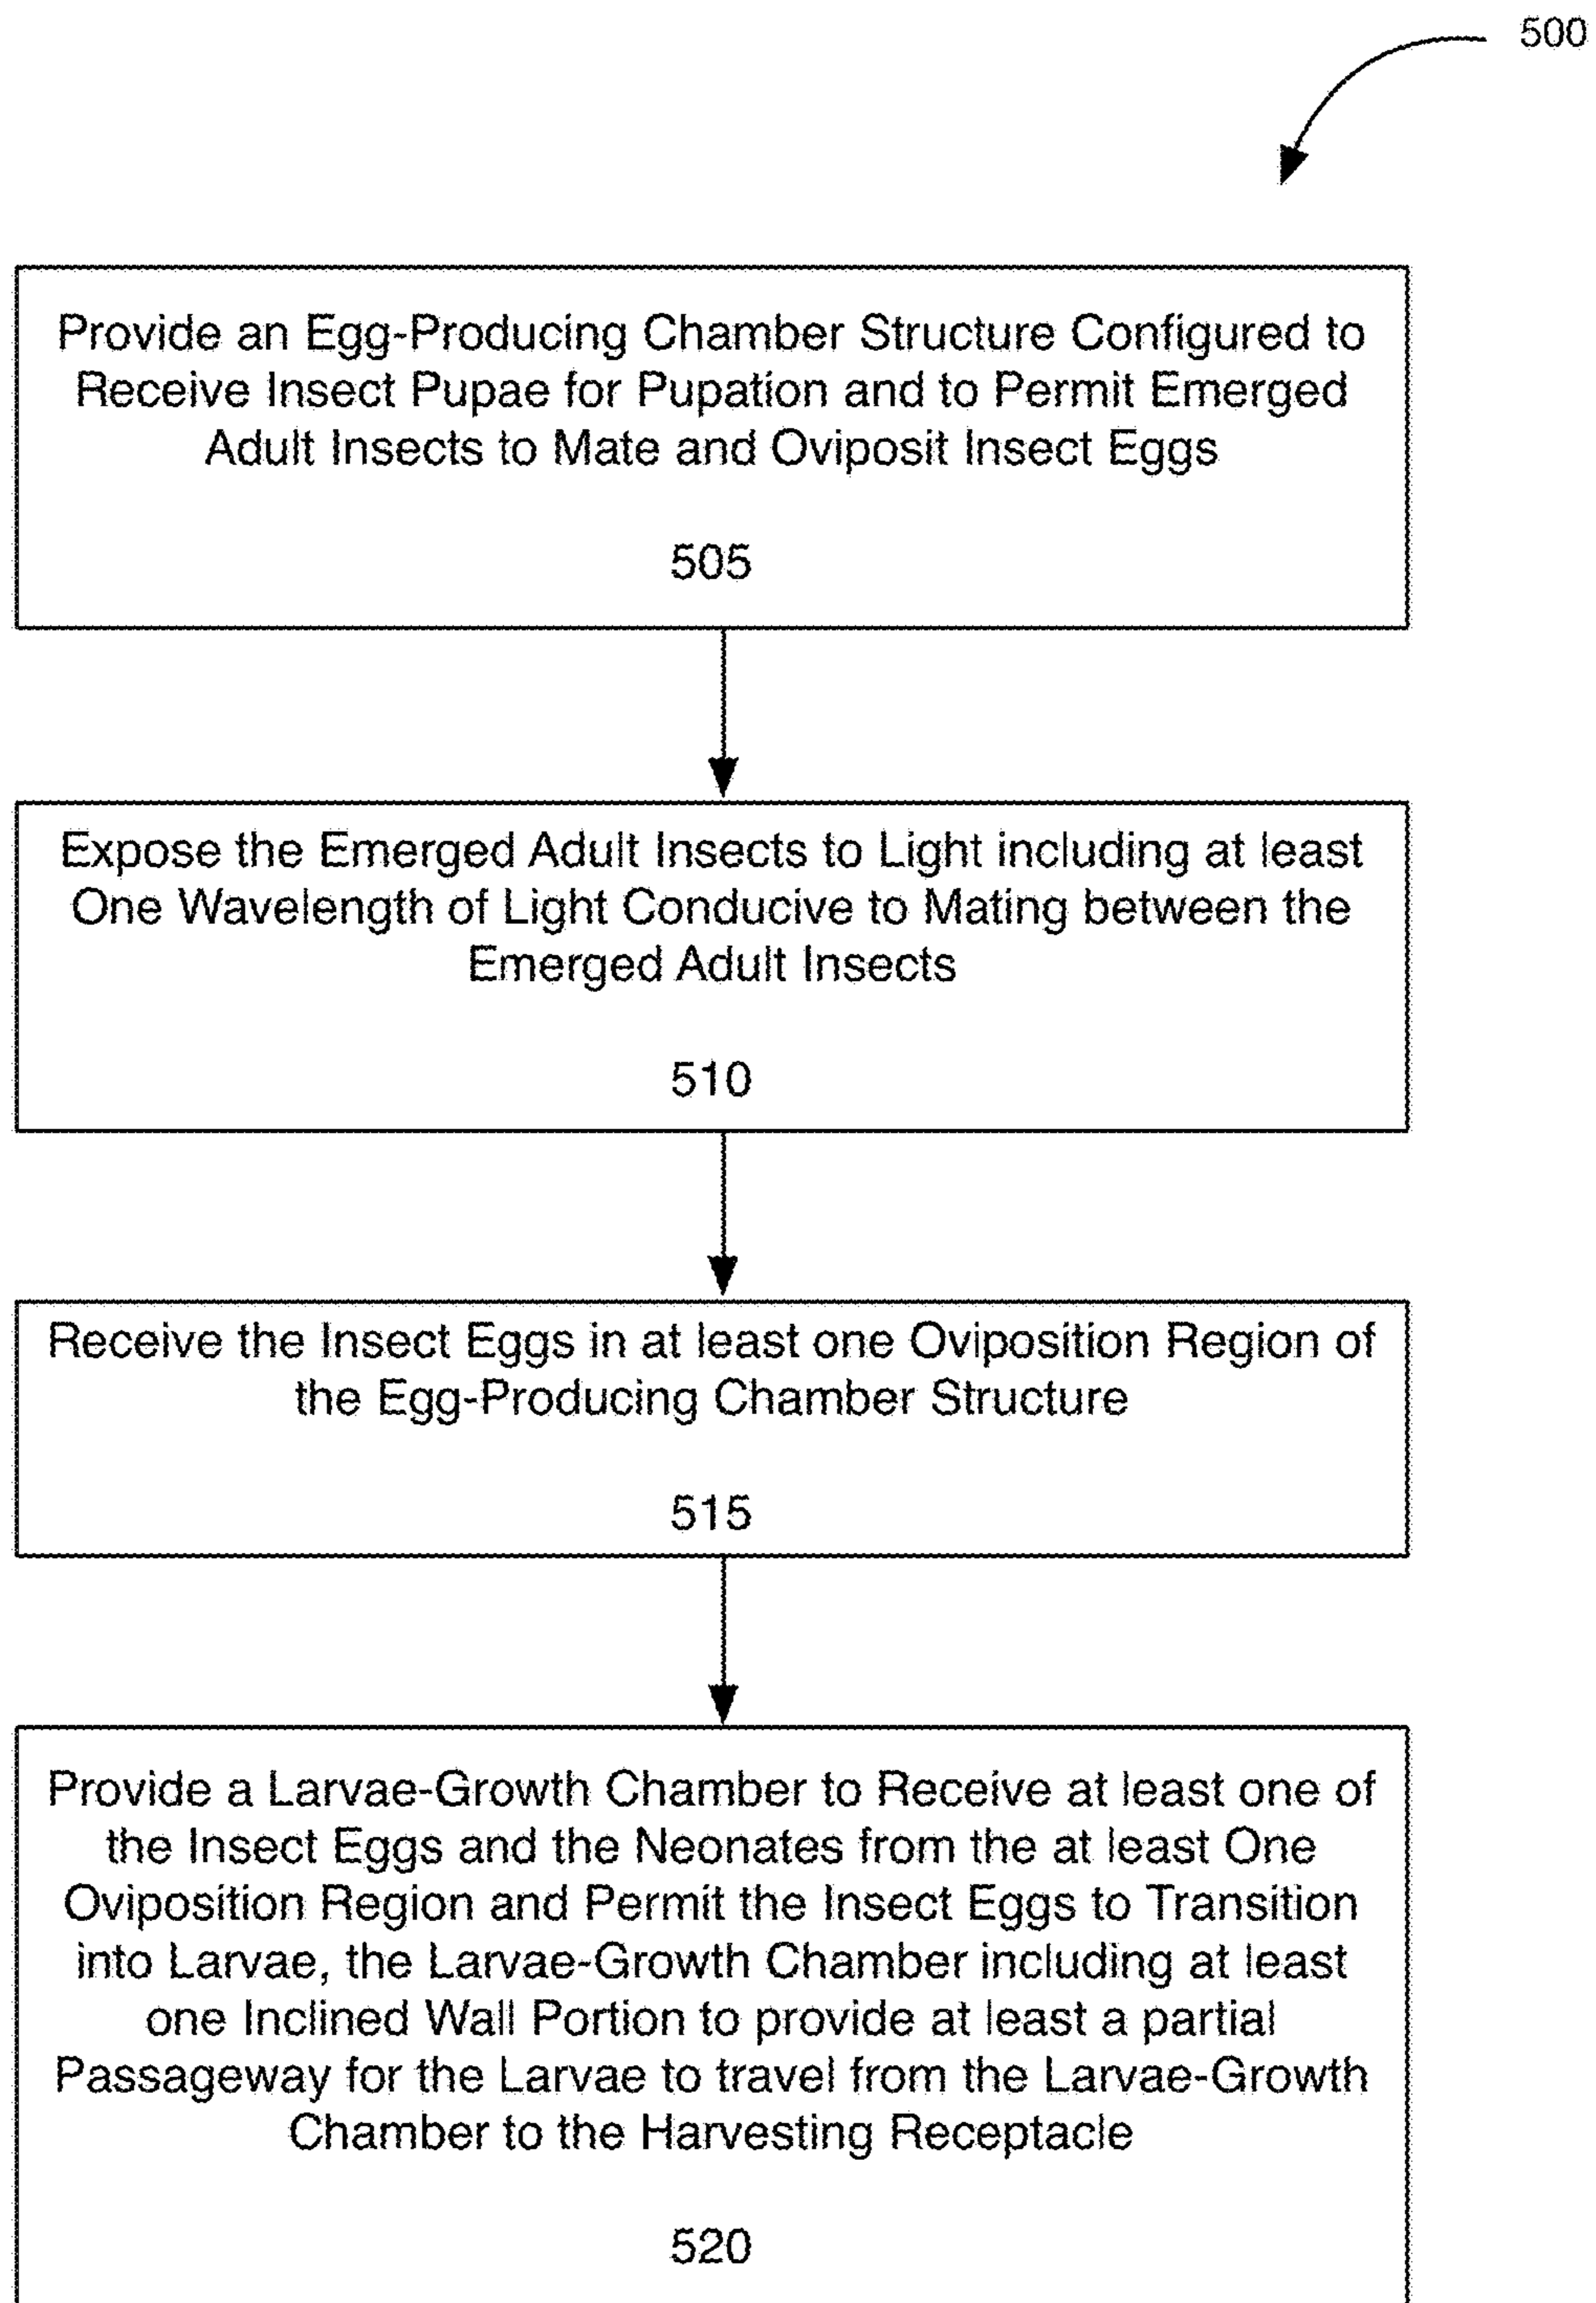 500
Provide an Egg-Producing Chamber Structure Configured to
Receive Insect Pupae for Pupation and to Permit Emerged
Adult Insects to Mate and Oviposit Insect Eggs
505
Expose the Emerged Adult Insects to Light including at least
One Wavelength of Light Conducive to Mating between the
Emerged Adult Insects
510
Receive the Insect Eggs in at least one Oviposition Region of
the Egg-Producing Chamber Structure
515
Provide a Larvae-Growth Chamber to Receive at least one of
the Insect Eggs and the Neonates from the at least One
Oviposition Region and Permit the Insect Eggs to Transition
into Larvae, the Larvae-Growth Chamber including at least
one Inclined Wall Portion to provide at least a partial
Passageway for the Larvae to travel from the Larvae-Growth
Chamber to the Harvesting Receptacle
520